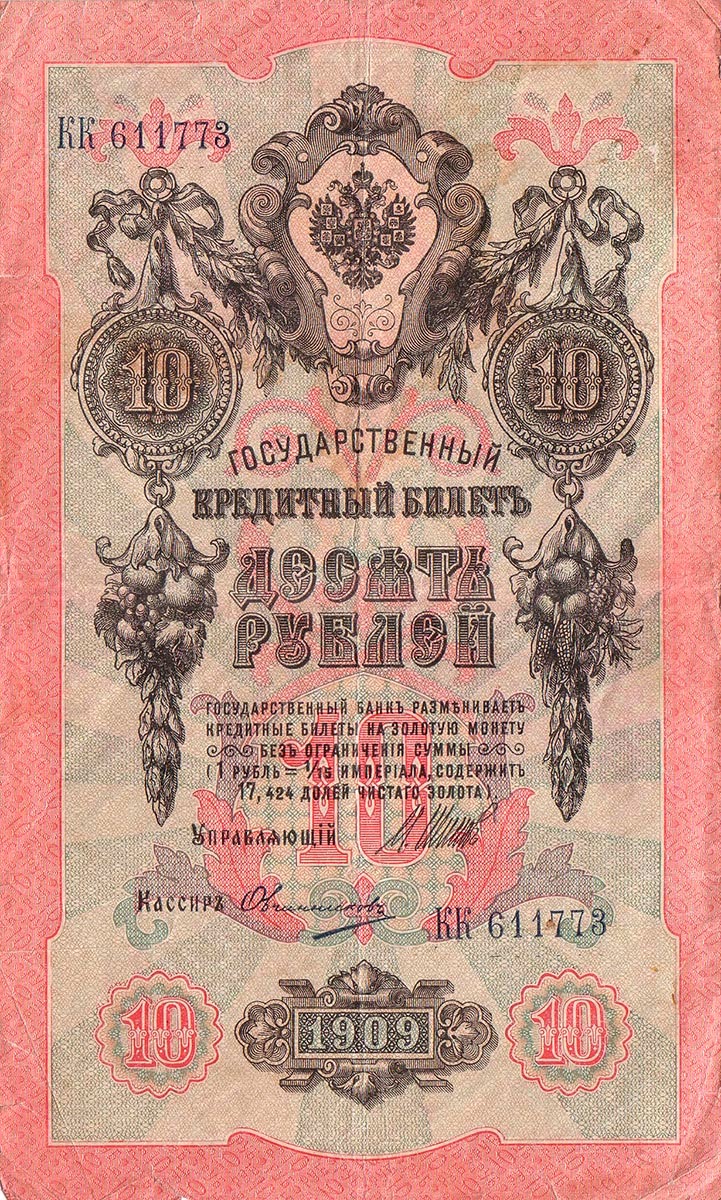 КК 611773
10
10
ГОСУДАРСТВЕННЫЙ
КРЕДИТНЫЙ БИЛЕТЪ
ДЕСЯТЬ
РУБЛЕЙ
ГОСУДАРСТВЕННЫЙ БАНКЪ РАЗМѢНИВАЕТЪ
КРЕДИТНЫЕ БИЛЕТЫ НА ЗОЛОТУЮ МОНЕТУ
БЕЗЪ ОГРАНИЧЕНІЯ СУММЫ
(1 РУБЛЬ = 1/15 ИМПЕРІАЛА, СОДЕРЖИТЪ
17,424 ДОЛЕЙ ЧИСТАГО ЗОЛОТА).
10
УПРАВЛЯЮЩІЙ
КАССИРЪ Овчинниковъ
КК 611773
10
1909
10